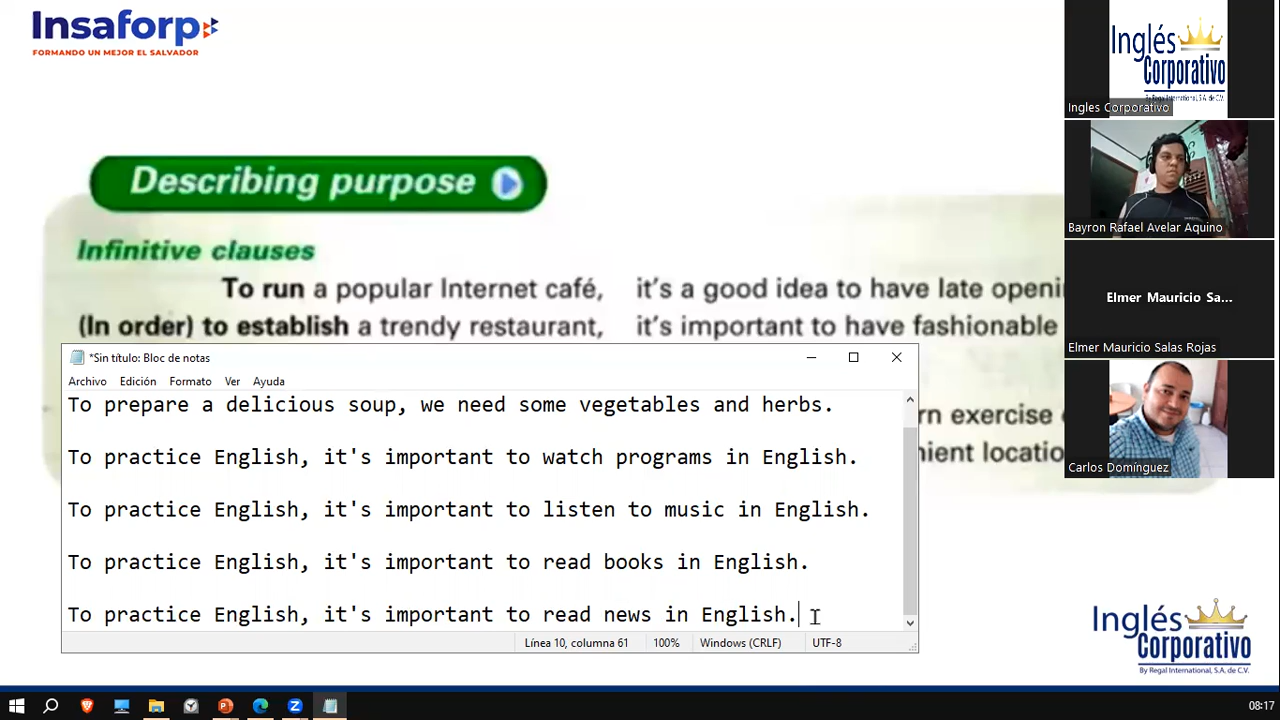 Insaforp
FORMANDO UN MEJOR EL SALVADOR
Describing purpose
Infinitive clauses
To run a popular Internet café, it's a good idea to have late openi
(In order) to establish a trendy restaurant, it's important to have fashionable
rn exercise
nient locatio
*Sin título: Bloc de notas
Archivo Edición Formato Ver Ayuda
To prepare a delicious soup, we need some vegetables and herbs.
To practice English, it's important to watch programs in English.
To practice English, it's important to listen to music in English.
To practice English, it's important to read books in English.
To practice English, it's important to read news in English.
Línea 10, columna 61 100% Windows (CRLF) UTF-8
Inglés
Corporativo
By Regal International, S.A. de C.V.
Ingles Corporativo
Bayron Rafael Avelar Aquino
Elmer Mauricio Sa...
Elmer Mauricio Salas Rojas
Carlos Domínguez
Inglés
Corporativo
By Regal International, S.A. de C.V.
08:17